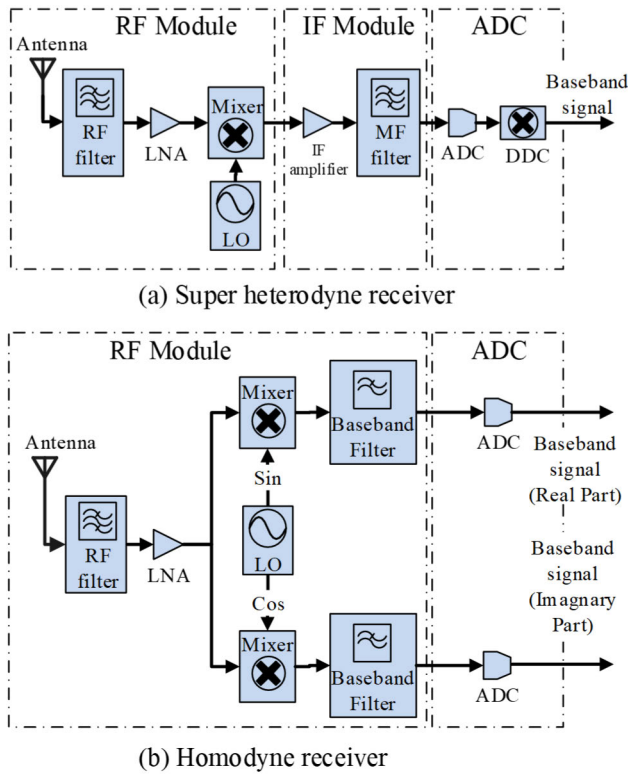 RF Module
IF Module
ADC
Antenna
RF
filter
LNA
Mixer
LO
IF
amplifier
MF
filter
ADC
DDC
Baseband
signal
(a) Super heterodyne receiver
RF Module
ADC
Antenna
RF
filter
LNA
Mixer
Sin
LO
Cos
Mixer
Baseband
Filter
Baseband
Filter
ADC
Baseband
signal
(Real Part)
Baseband
signal
(Imagnary
Part)
ADC
(b) Homodyne receiver